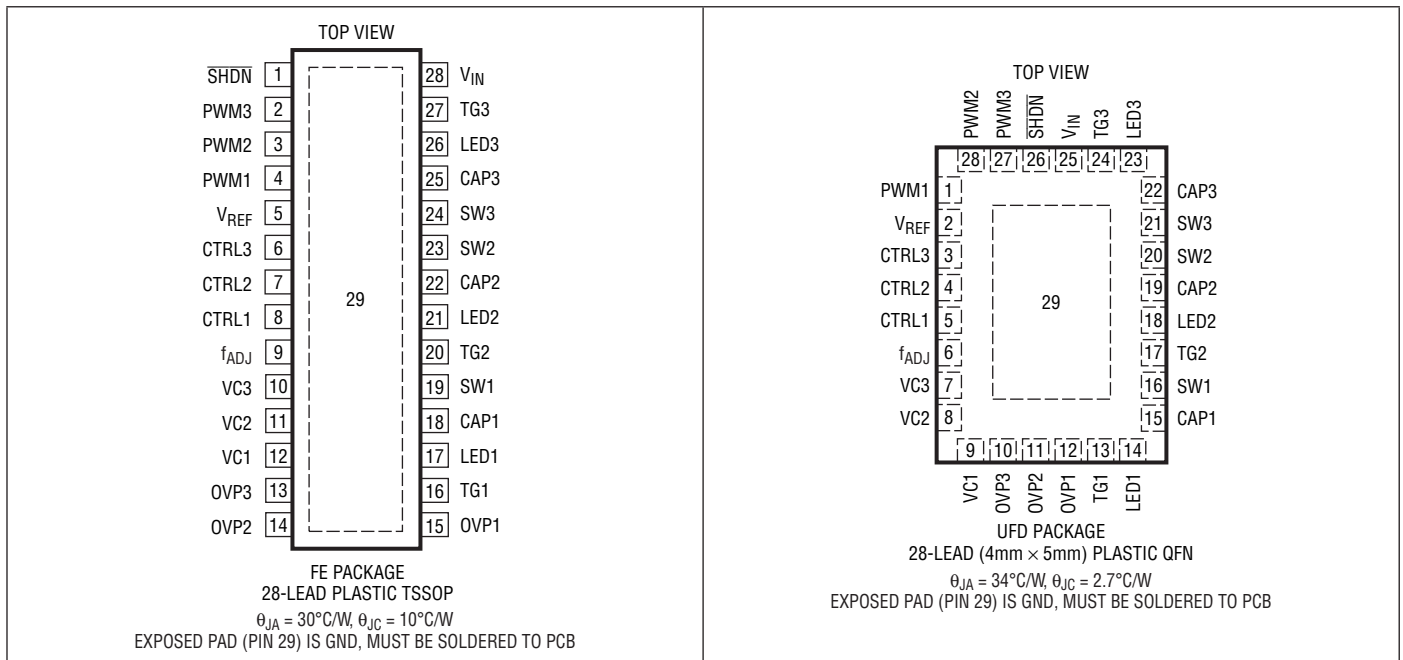 TOP VIEW
SHDN 1
PWM3 2
PWM2 3
PWM1 4
VREF 5
CTRL3 6
CTRL2 7
CTRL1 8
fADJ 9
VC3 10
VC2 11
VC1 12
OVP3 13
OVP2 14
28 VIN
27 TG3
26 LED3
25 CAP3
24 SW3
23 SW2
22 CAP2
21 LED2
20 TG2
19 SW1
18 CAP1
17 LED1
16 TG1
15 OVP1
29
FE PACKAGE
28-LEAD PLASTIC TSSOP
θJA = 30°C/W, θJC = 10°C/W
EXPOSED PAD (PIN 29) IS GND, MUST BE SOLDERED TO PCB
TOP VIEW
PWM2 PWM3 SHDN VIN TG3 LED3
28 27 26 25 24 23
PWM1 1
VREF 2
CTRL3 3
CTRL2 4
CTRL1 5
fADJ 6
VC3 7
VC2 8
22 CAP3
21 SW3
20 SW2
19 CAP2
18 LED2
17 TG2
16 SW1
15 CAP1
29
9 10 11 12 13 14
VC1 OVP3 OVP2 OVP1 TG1 LED1
UFD PACKAGE
28-LEAD (4mm × 5mm) PLASTIC QFN
θJA = 34°C/W, θJC = 2.7°C/W
EXPOSED PAD (PIN 29) IS GND, MUST BE SOLDERED TO PCB